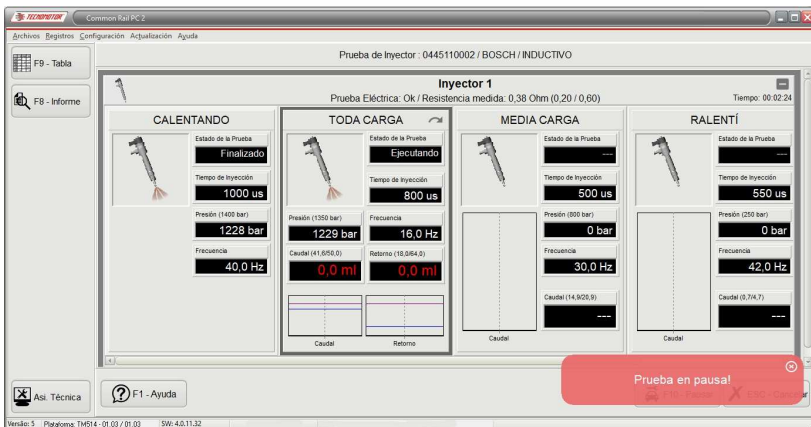 TECNOMOTOR Common Rail PC 2
Archivos Registros Configuración Actualización Ayuda
F9 - Tabla
F8 - Informe
Prueba de Inyector : 0445110002 / BOSCH / INDUCTIVO
Inyector 1
Prueba Eléctrica: Ok / Resistencia medida: 0,38 Ohm (0,20 / 0,60)
Tiempo: 00:02:24
CALENTANDO
Estado de la Prueba
Finalizado
Tiempo de Inyección
1000 us
Presión (1400 bar)
1228 bar
Frecuencia
40,0 Hz
TODA CARGA
Estado de la Prueba
Ejecutando
Tiempo de Inyección
800 us
Presión (1350 bar)
1229 bar
Frecuencia
16,0 Hz
Caudal (41,6/50,0)
0,0 ml
Retorno (18,0/64,0)
0,0 ml
Caudal
Retorno
MEDIA CARGA
Estado de la Prueba
---
Tiempo de Inyección
500 us
Presión (800 bar)
0 bar
Frecuencia
30,0 Hz
Caudal (14,9/20,9)
---
Caudal
RALENTÍ
Estado de la Prueba
---
Tiempo de Inyección
550 us
Presión (250 bar)
0 bar
Frecuencia
42,0 Hz
Caudal (0,7/4,7)
---
Caudal
Prueba en pausa!
Asi. Técnica
F1 - Ayuda
F10 - Pausar
ESC - Cancelar
Versão: 5 Plataforma: TM514 - 01.03 / 01.03 SW: 4.0.11.32